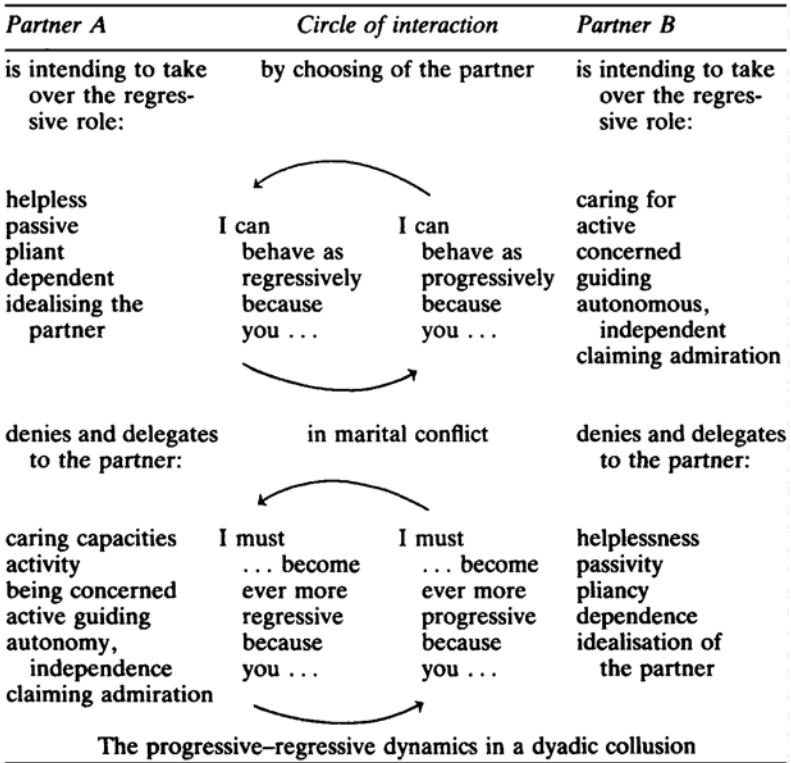 Partner A Circle of interaction Partner B
is intending to take by choosing of the partner is intending to take
over the regres- over the regres-
sive role: sive role:
helpless caring for
passive I can I can active
pliant behave as behave as concerned
dependent regressively progressively guiding
idealising the because because autonomous,
partner you ... you ... independent
claiming admiration
denies and delegates in marital conflict denies and delegates
to the partner: to the partner:
caring capacities I must I must helplessness
activity ... become ... become passivity
being concerned ever more ever more pliancy
active guiding regressive progressive dependence
autonomy, because because idealisation of
independence you ... you ... the partner
claiming admiration
The progressive–regressive dynamics in a dyadic collusion